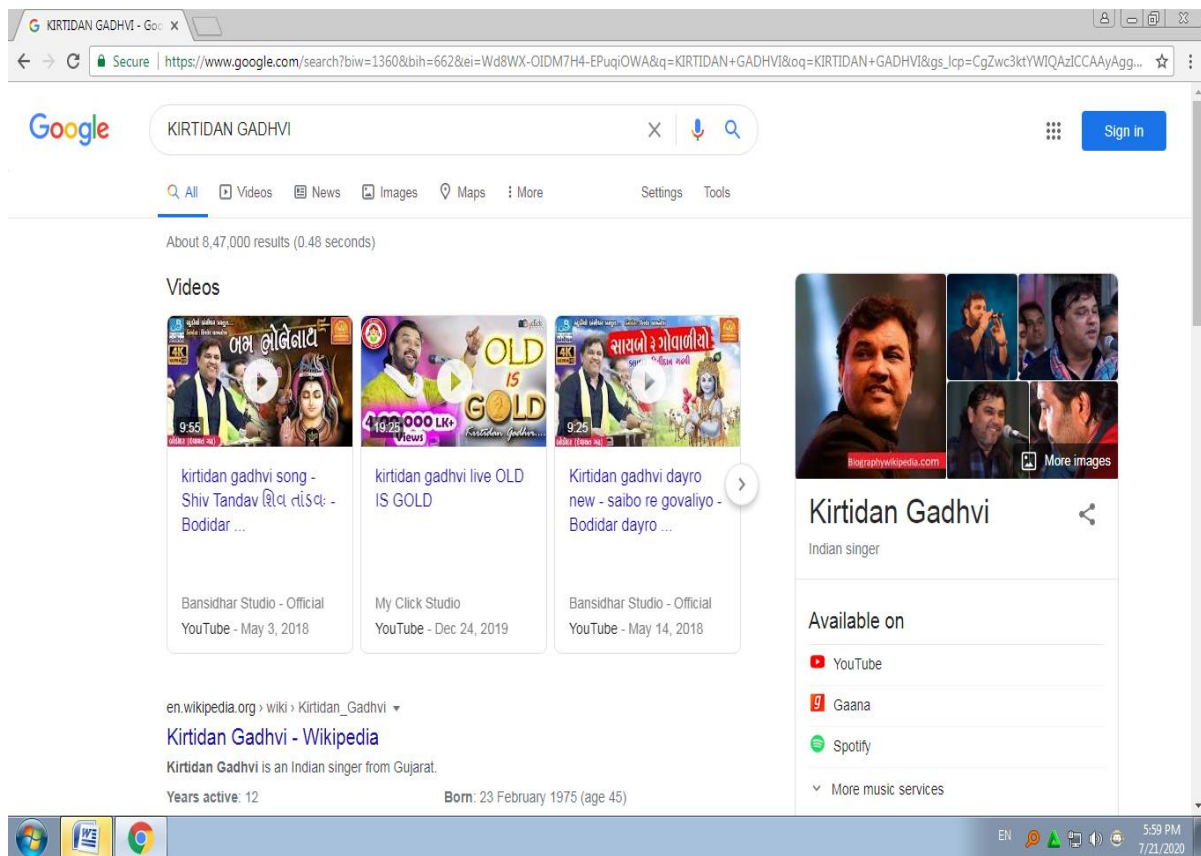 KIRTIDAN GADHVI - Goo
Secure | https://www.google.com/search?biw=1360&bih=662&ei=Wd8WX-OIDM7H4-EPuqiOWA&q=KIRTIDAN+GADHVI&oq=KIRTIDAN+GADHVI&gs_lcp=CgZwc3ktYWIQAzICCAAyAgg...
Google
KIRTIDAN GADHVI
Sign in
All Videos News Images Maps More Settings Tools
About 8,47,000 results (0.48 seconds)
Videos
4K
બમ ભોલેનાથ
9:55
OLD
IS
GOLD
LK+
Views
Kirtidan Gadhvi....
19:25
4K
સાયબો રે ગોવાળીયો
9:25
kirtidan gadhvi song -
Shiv Tandav શિવ તાંડવઃ -
Bodidar ...
Bansidhar Studio - Official
YouTube - May 3, 2018
kirtidan gadhvi live OLD
IS GOLD
My Click Studio
YouTube - Dec 24, 2019
Kirtidan gadhvi dayro
new - saibo re govaliyo -
Bodidar dayro ...
Bansidhar Studio - Official
YouTube - May 14, 2018
en.wikipedia.org › wiki › Kirtidan_Gadhvi
Kirtidan Gadhvi - Wikipedia
Kirtidan Gadhvi is an Indian singer from Gujarat.
Years active: 12 Born: 23 February 1975 (age 45)
Biographywikipedia.com
More images
Kirtidan Gadhvi
Indian singer
Available on
YouTube
Gaana
Spotify
More music services
EN
5:59 PM
7/21/2020